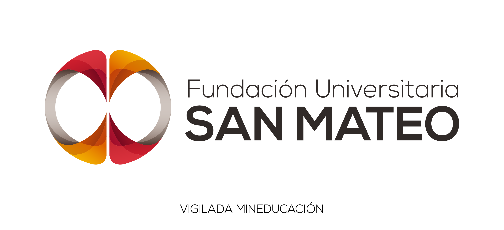 Fundación Universitaria
SAN MATEO
VIGILADA MINEDUCACIÓN